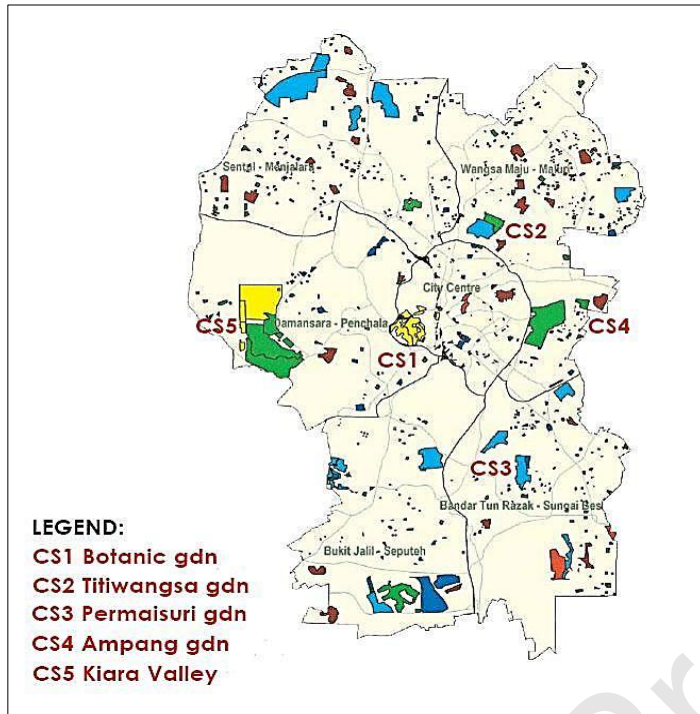 Sental - Menjalara
Wangsa Maju - Maluri
CS2
City Centre
CS5
Damansara - Penchala
CS4
CS1
CS3
Bandar Tun Razak - Sungai Besi
Bukit Jalil - Seputeh
LEGEND:
CS1 Botanic gdn
CS2 Titiwangsa gdn
CS3 Permaisuri gdn
CS4 Ampang gdn
CS5 Kiara Valley